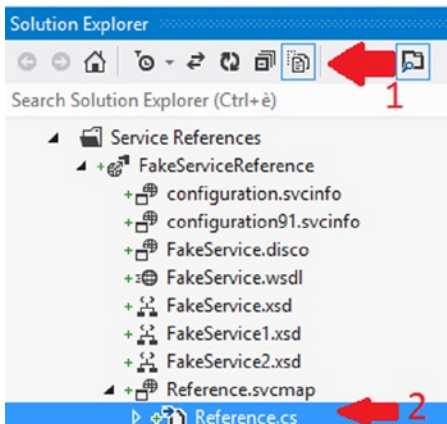 Solution Explorer
1
Search Solution Explorer (Ctrl+è)
Service References
FakeServiceReference
configuration.svcinfo
configuration91.svcinfo
FakeService.disco
FakeService.wsdl
FakeService.xsd
FakeService1.xsd
FakeService2.xsd
Reference.svcmap
Reference.cs 2